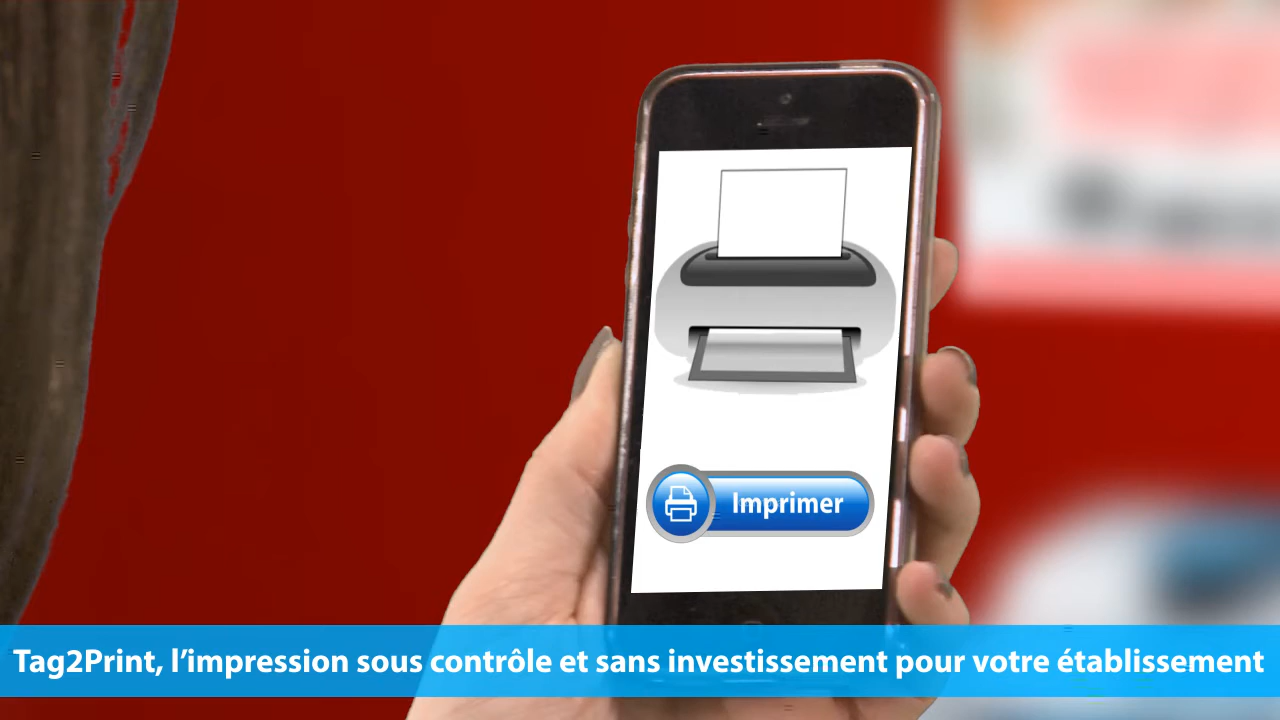 Imprimer
Tag2Print, l’impression sous contrôle et sans investissement pour votre établissement